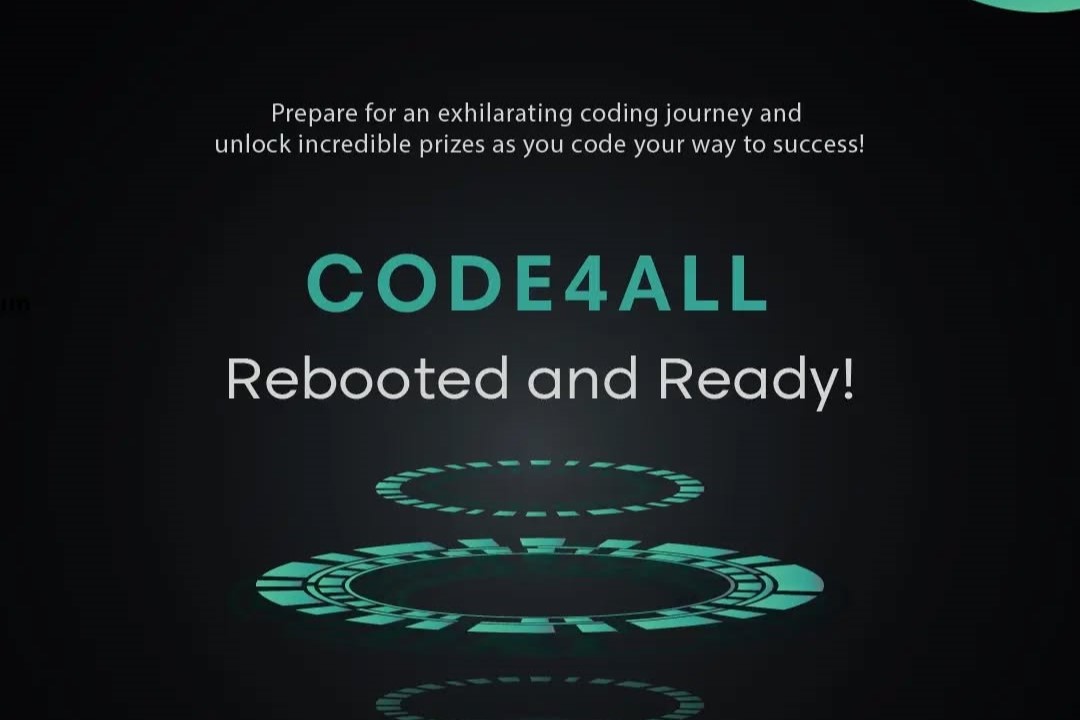 Prepare for an exhilarating coding journey and
unlock incredible prizes as you code your way to success!
CODE4ALL
Rebooted and Ready!